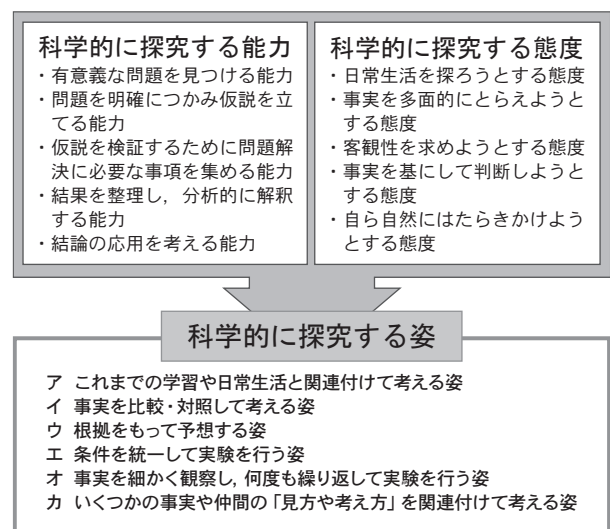 科学的に探究する能力
・有意義な問題を見つける能力
・問題を明確につかみ仮説を立
てる能力
・仮説を検証するために問題解
決に必要な事項を集める能力
・結果を整理し，分析的に解釈
する能力
・結論の応用を考える能力
科学的に探究する態度
・日常生活を探ろうとする態度
・事実を多面的にとらえようと
する態度
・客観性を求めようとする態度
・事実を基にして判断しようと
する態度
・自ら自然にはたらきかけよう
とする態度
科学的に探究する姿
ア これまでの学習や日常生活と関連付けて考える姿
イ 事実を比較・対照して考える姿
ウ 根拠をもって予想する姿
エ 条件を統一して実験を行う姿
オ 事実を細かく観察し，何度も繰り返して実験を行う姿
カ いくつかの事実や仲間の「見方や考え方」を関連付けて考える姿